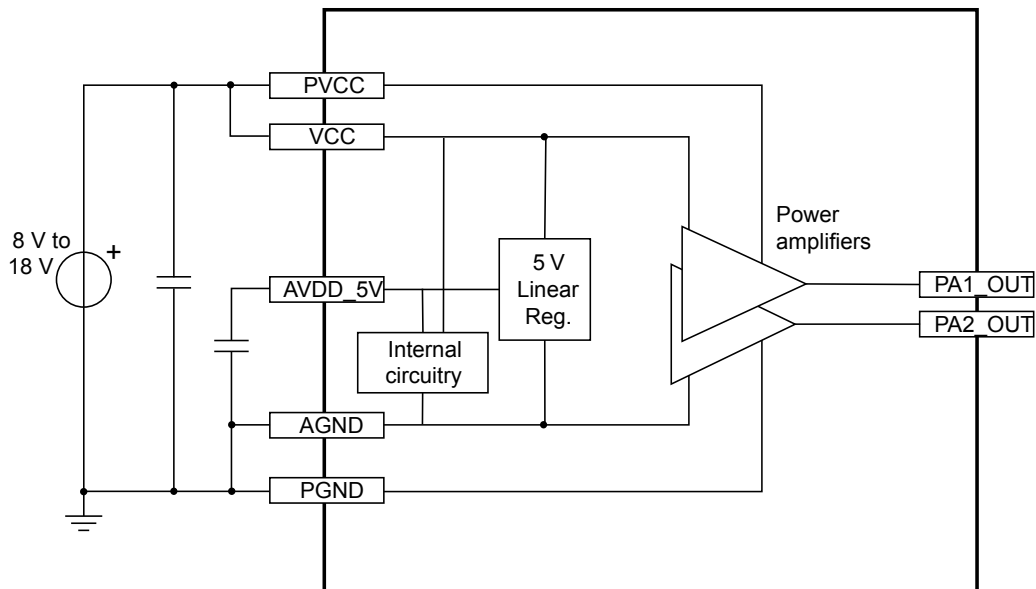 PVCC
VCC
8 V to
18 V
+
AVDD_5V
AGND
PGND
Internal
circuitry
5 V
Linear
Reg.
Power
amplifiers
PA1_OUT
PA2_OUT